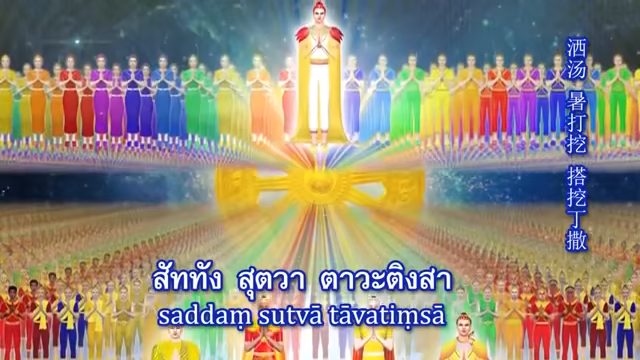 洒汤 暑打挖 搭挖丁撒
สัททัง สุตวา ตาวะติงสา
saddaṃ sutvā tāvatiṃsā